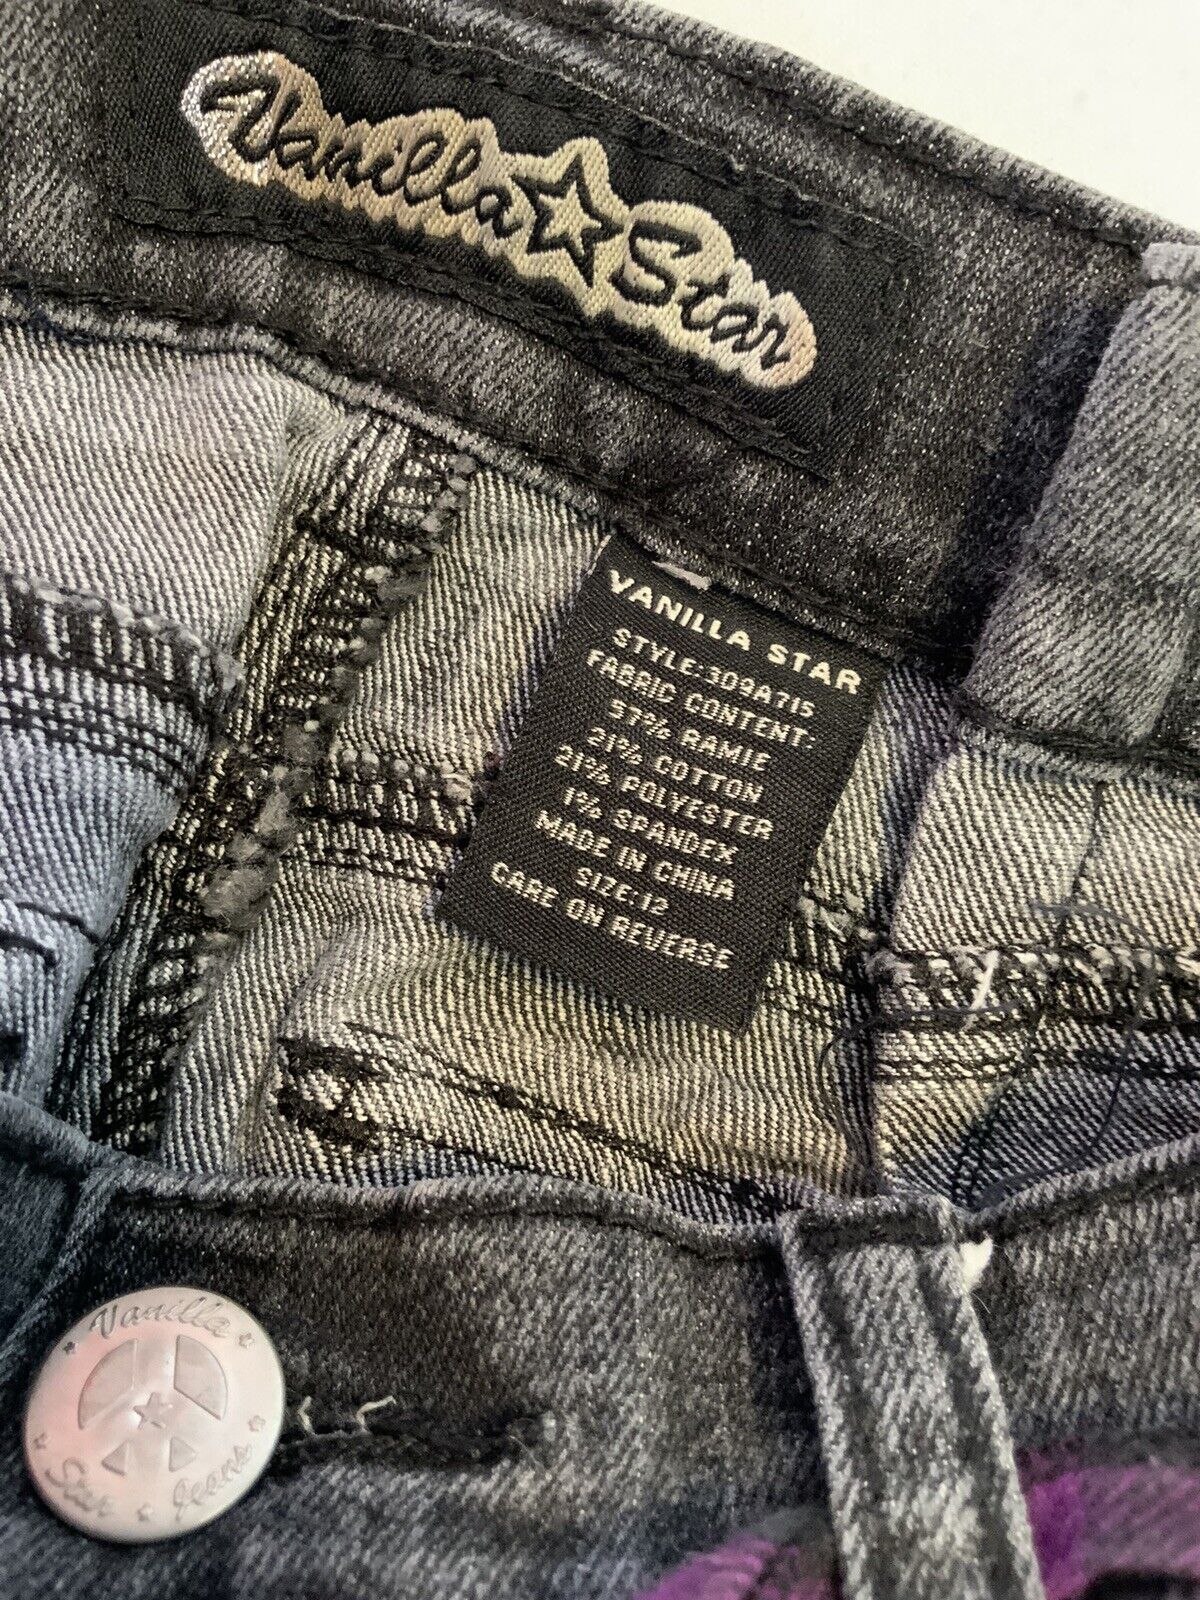 Vanilla Star
VANILLA STAR
STYLE:309A715
FABRIC CONTENT:
57% RAMIE
21% COTTON
21% POLYESTER
1% SPANDEX
MADE IN CHINA
SIZE:12
CARE ON REVERSE
Vanilla
Star Jeans